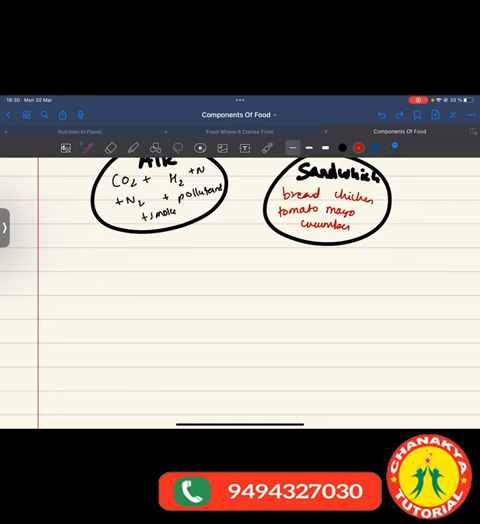 19:30 Mon 20 Mar
33 %
Components Of Food
Nutrition In Plants
Food Where It Comes From
Components Of Food
AIR
CO2 + H2 + N
+ N2 + pollutant
+ smoke
Sandwhich
bread chicken
tomato mayo
cucumber
9494327030
CHANAKYA
TUTORIAL